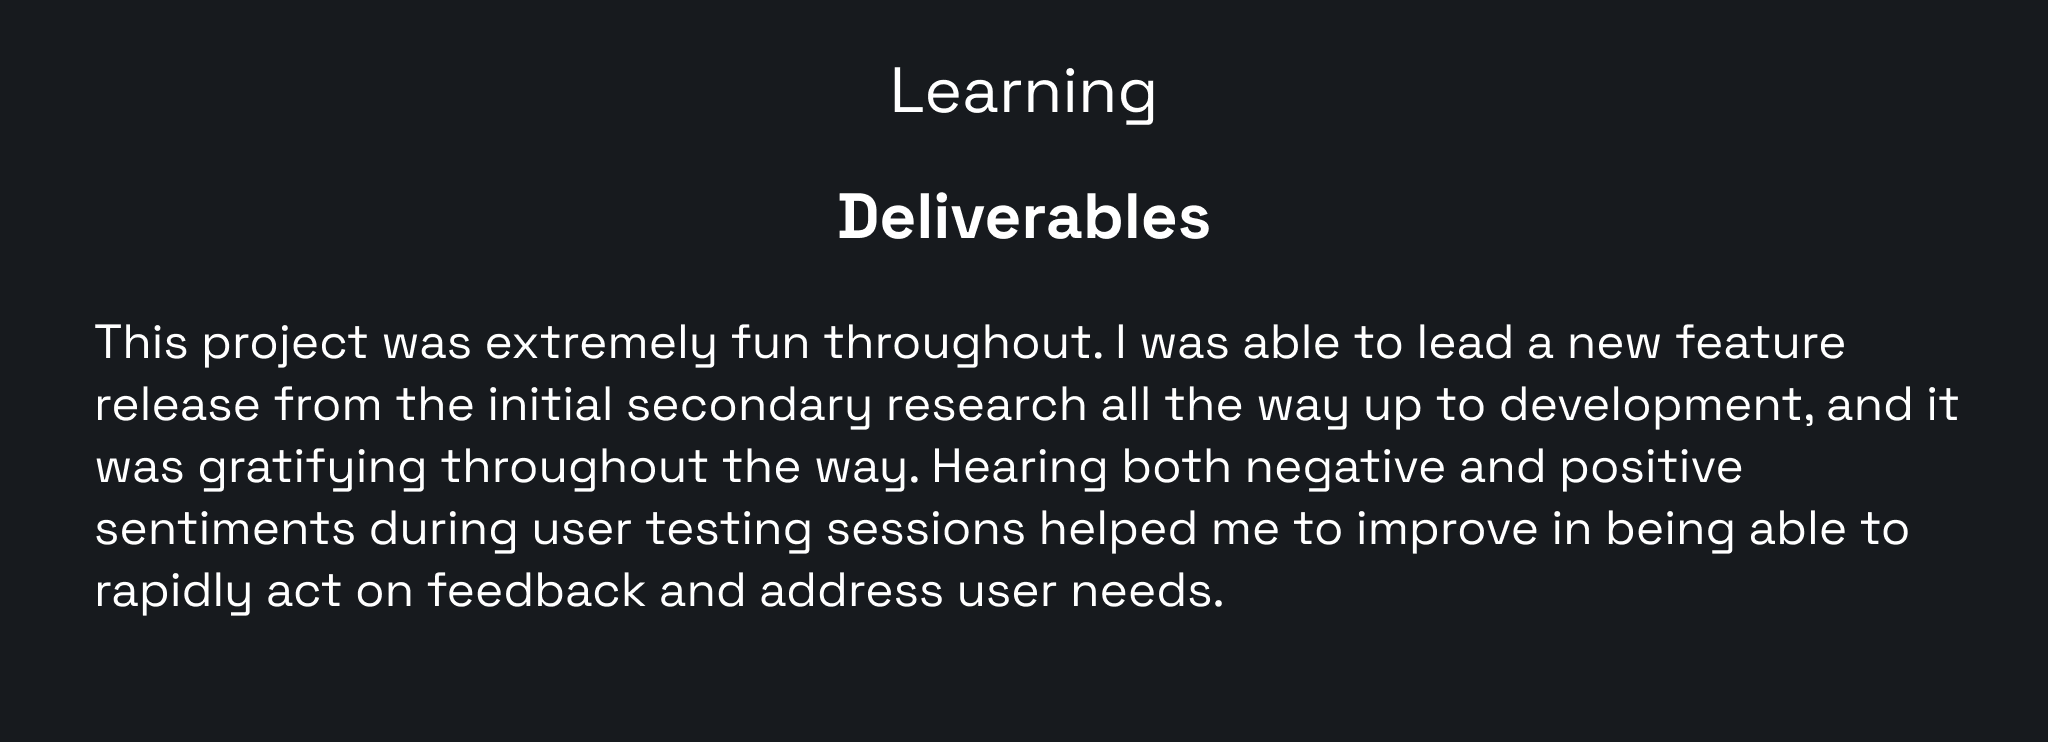 Learning
Deliverables
This project was extremely fun throughout. I was able to lead a new feature
release from the initial secondary research all the way up to development, and it
was gratifying throughout the way. Hearing both negative and positive
sentiments during user testing sessions helped me to improve in being able to
rapidly act on feedback and address user needs.